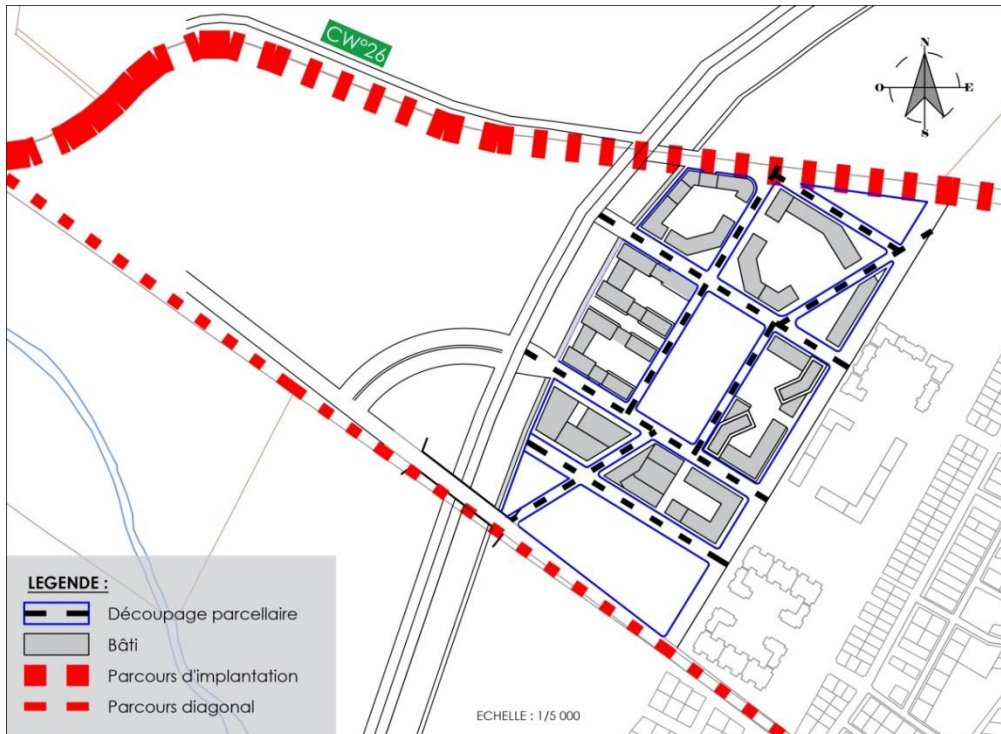 CW°26
N
O
E
S
LEGENDE :
Découpage parcellaire
Bâti
Parcours d'implantation
Parcours diagonal
ECHELLE : 1/5 000